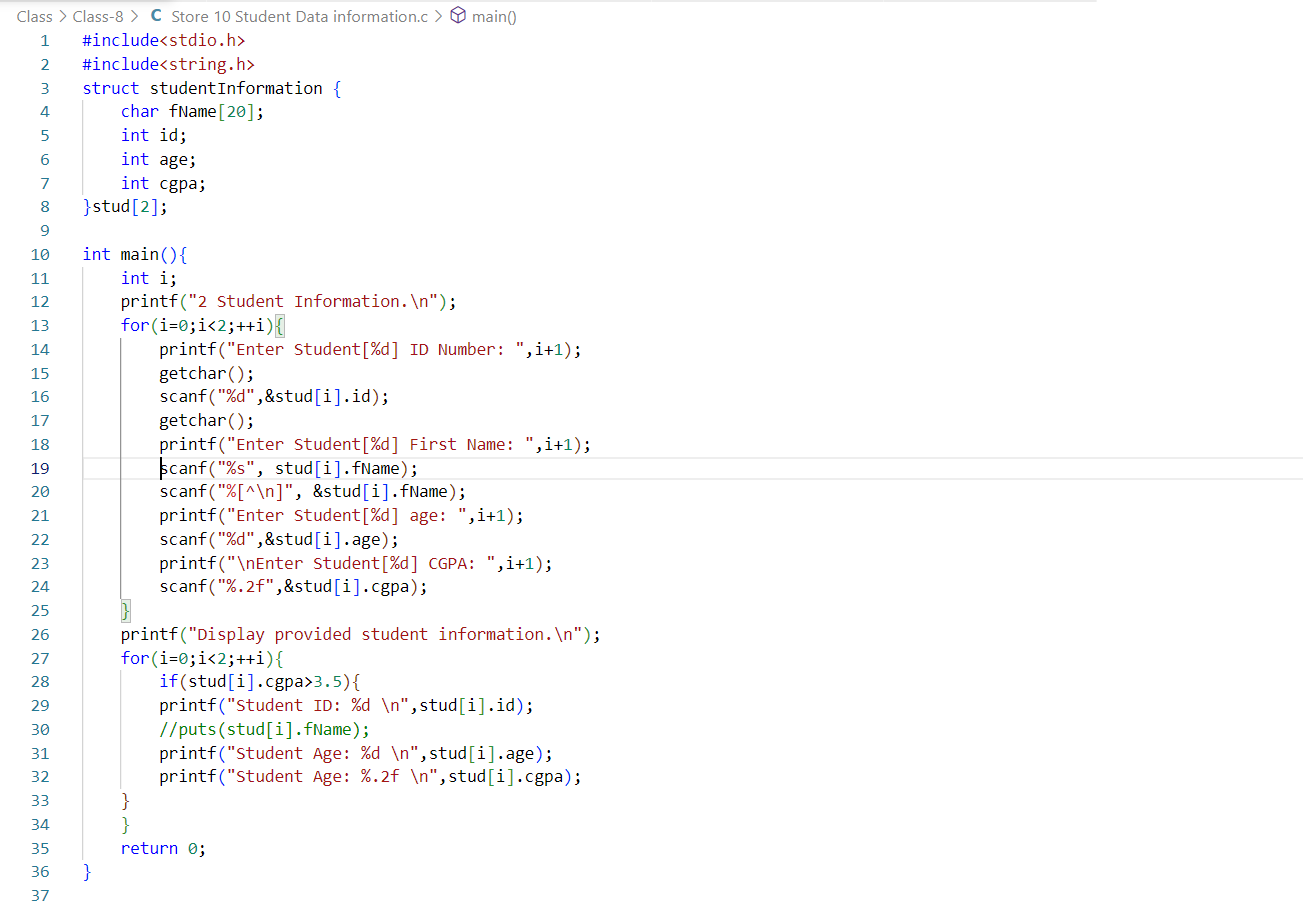 Class > Class-8 > C Store 10 Student Data information.c > main()
1 #include<stdio.h>
2 #include<string.h>
3 struct studentInformation {
4     char fName[20];
5     int id;
6     int age;
7     int cgpa;
8 }stud[2];
9
10 int main(){
11     int i;
12     printf("2 Student Information.\n");
13     for(i=0;i<2;++i){
14         printf("Enter Student[%d] ID Number: ",i+1);
15         getchar();
16         scanf("%d",&stud[i].id);
17         getchar();
18         printf("Enter Student[%d] First Name: ",i+1);
19         scanf("%s", stud[i].fName);
20         scanf("%[^\n]", &stud[i].fName);
21         printf("Enter Student[%d] age: ",i+1);
22         scanf("%d",&stud[i].age);
23         printf("\nEnter Student[%d] CGPA: ",i+1);
24         scanf("%.2f",&stud[i].cgpa);
25     }
26     printf("Display provided student information.\n");
27     for(i=0;i<2;++i){
28         if(stud[i].cgpa>3.5){
29         printf("Student ID: %d \n",stud[i].id);
30         //puts(stud[i].fName);
31         printf("Student Age: %d \n",stud[i].age);
32         printf("Student Age: %.2f \n",stud[i].cgpa);
33     }
34     }
35     return 0;
36 }
37